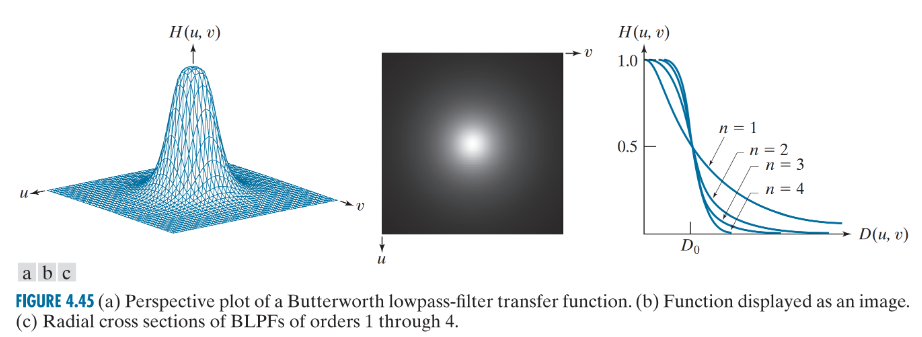 H(u, v)
u
v
v
u
H(u, v)
1.0
0.5
n = 1
n = 2
n = 3
n = 4
D₀
D(u, v)
a b c
FIGURE 4.45 (a) Perspective plot of a Butterworth lowpass-filter transfer function. (b) Function displayed as an image.
(c) Radial cross sections of BLPFs of orders 1 through 4.